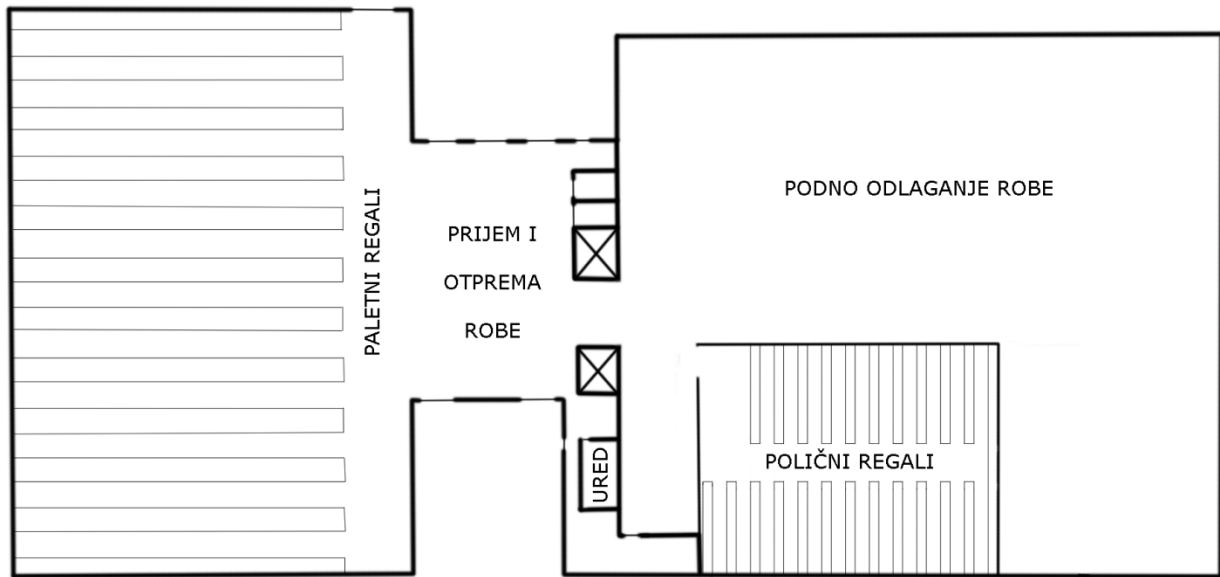 PALETNI REGALI
PRIJEM I
OTPREMA
ROBE
PODNO ODLAGANJE ROBE
URED
POLIČNI REGALI